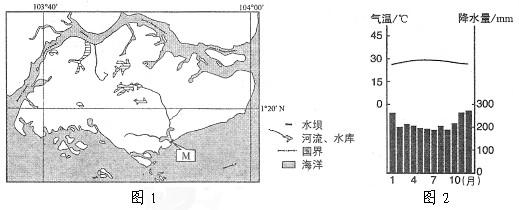 103°40′ 104°00′
1°20′ N
M
水坝
河流、水库
国界
海洋
图 1
气温/℃ 降水量/mm
45
30
15
0 300
200
100
0
1 4 7 10 (月)
图 2